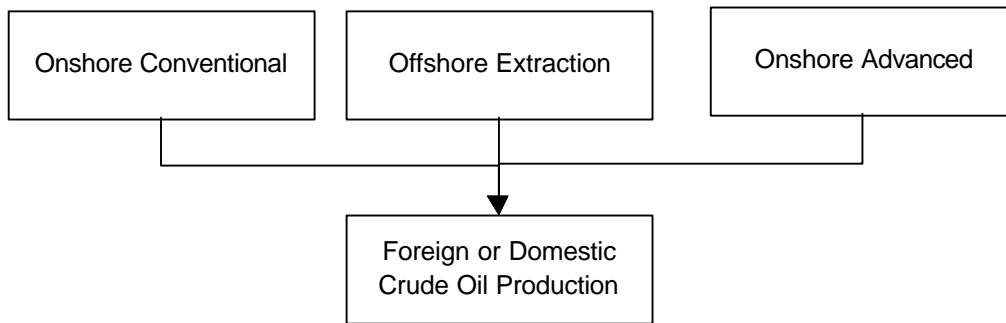 Onshore Conventional
Offshore Extraction
Onshore Advanced
Foreign or Domestic
Crude Oil Production